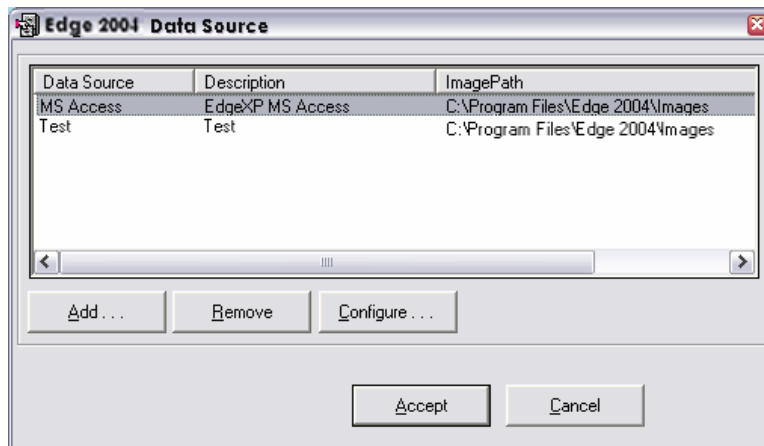 Edge 2004 Data Source
Data Source Description ImagePath
MS Access EdgeXP MS Access C:\Program Files\Edge 2004\Images
Test Test C:\Program Files\Edge 2004\Images
Add . . . Remove Configure . . .
Accept Cancel